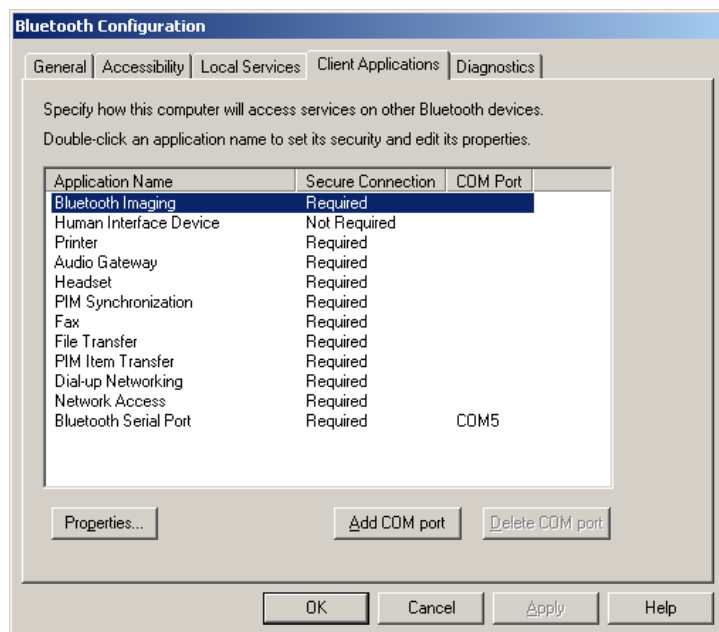 Bluetooth Configuration
General Accessibility Local Services Client Applications Diagnostics
Specify how this computer will access services on other Bluetooth devices.
Double-click an application name to set its security and edit its properties.
Application Name Secure Connection COM Port
Bluetooth Imaging Required
Human Interface Device Not Required
Printer Required
Audio Gateway Required
Headset Required
PIM Synchronization Required
Fax Required
File Transfer Required
PIM Item Transfer Required
Dial-up Networking Required
Network Access Required
Bluetooth Serial Port Required COM5
Properties... Add COM port Delete COM port
OK Cancel Apply Help